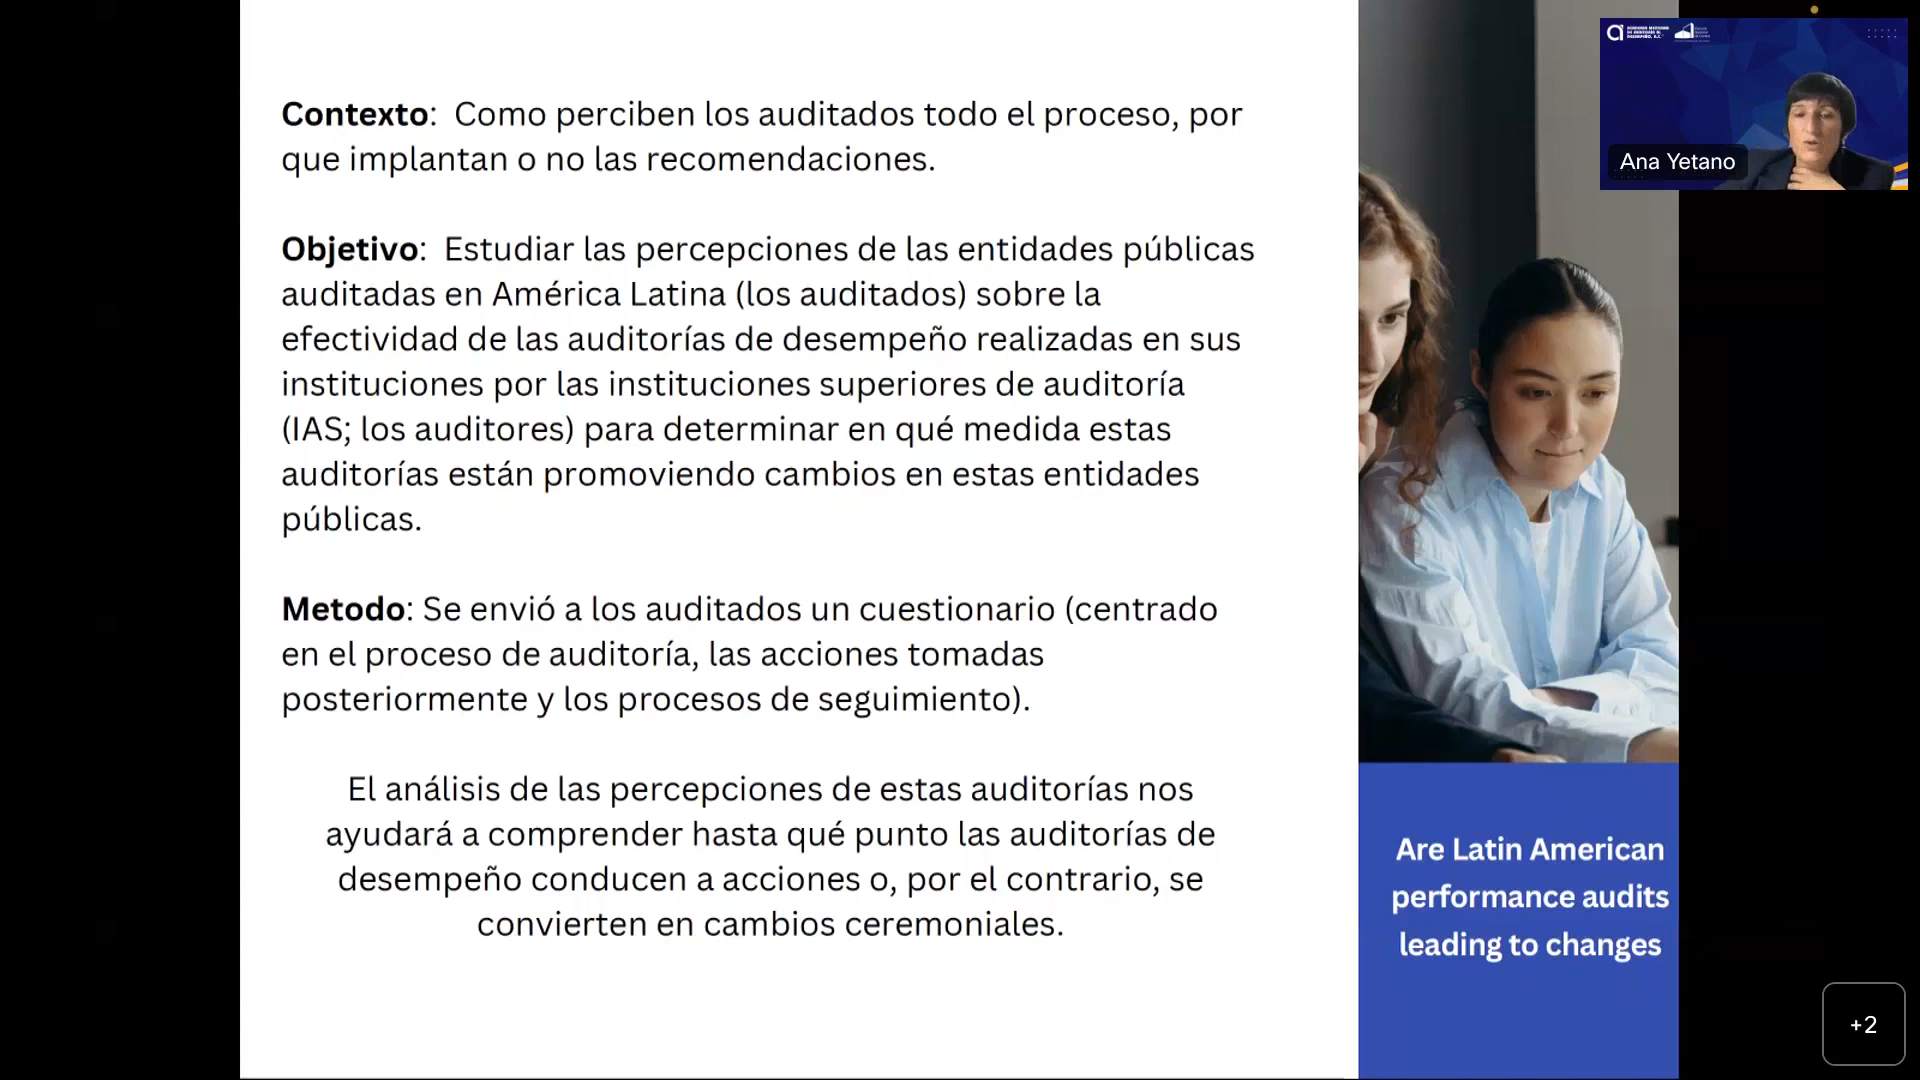 Contexto:  Como perciben los auditados todo el proceso, por
que implantan o no las recomendaciones.
Objetivo:  Estudiar las percepciones de las entidades públicas
auditadas en América Latina (los auditados) sobre la
efectividad de las auditorías de desempeño realizadas en sus
instituciones por las instituciones superiores de auditoría
(IAS; los auditores) para determinar en qué medida estas
auditorías están promoviendo cambios en estas entidades
públicas.
Metodo: Se envió a los auditados un cuestionario (centrado
en el proceso de auditoría, las acciones tomadas
posteriormente y los procesos de seguimiento).
El análisis de las percepciones de estas auditorías nos
ayudará a comprender hasta qué punto las auditorías de
desempeño conducen a acciones o, por el contrario, se
convierten en cambios ceremoniales.
Are Latin American
performance audits
leading to changes
Ana Yetano
+2